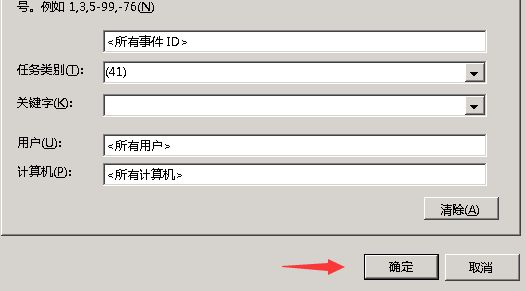 号。例如 1,3,5-99,-76(N)
<所有事件 ID>
任务类别(T): (41)
关键字(K):
用户(U): <所有用户>
计算机(P): <所有计算机>
清除(A)
确定 取消